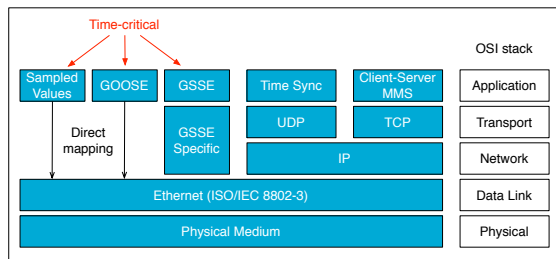 Time-critical
OSI stack
Sampled
Values
GOOSE
GSSE
Time Sync
Client-Server
MMS
Application
Direct
mapping
GSSE
Specific
UDP
TCP
Transport
IP
Network
Ethernet (ISO/IEC 8802-3)
Data Link
Physical Medium
Physical